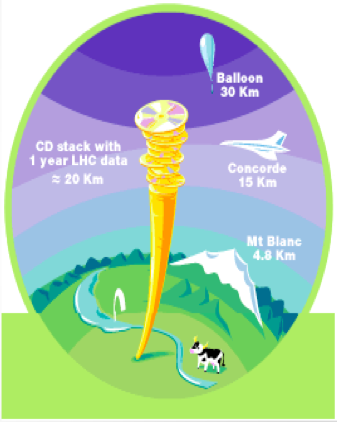 Balloon
30 Km
CD stack with
1 year LHC data
≈ 20 Km
Concorde
15 Km
Mt Blanc
4.8 Km